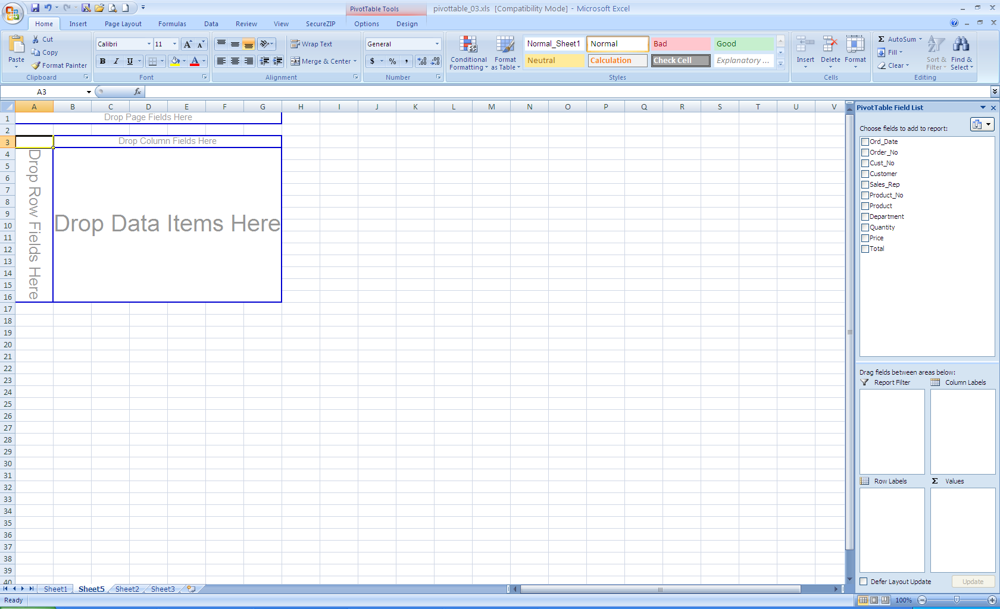 PivotTable Tools
pivottable_03.xls [Compatibility Mode] - Microsoft Excel
Home Insert Page Layout Formulas Data Review View SecureZIP Options Design
Cut
Copy
Format Painter
Paste
Clipboard
Calibri 11
B I U
A A
A
Font
Wrap Text
Merge & Center
Alignment
General
$ % ,
.00 .0
Number
Conditional Formatting
Format as Table
Normal_Sheet1 Normal Bad Good
Neutral Calculation Check Cell Explanatory ...
Styles
Insert Delete Format
Cells
Σ AutoSum
Fill
Clear
Sort & Filter
Find & Select
Editing
A3 fx
A B C D E F G H I J K L M N O P Q R S T U V
1 Drop Page Fields Here
2
3 Drop Column Fields Here
4
5
6
7
8
9
10
11
12
13
14
15
16
17
18
19
20
21
22
23
24
25
26
27
28
29
30
31
32
33
34
35
36
37
38
39
40
Drop Row Fields Here
Drop Data Items Here
PivotTable Field List
Choose fields to add to report:
Ord_Date
Order_No
Cust_No
Customer
Sales_Rep
Product_No
Product
Department
Quantity
Price
Total
Drag fields between areas below:
Report Filter Column Labels
Row Labels Σ Values
Defer Layout Update Update
Sheet1 Sheet5 Sheet2 Sheet3
Ready 100%